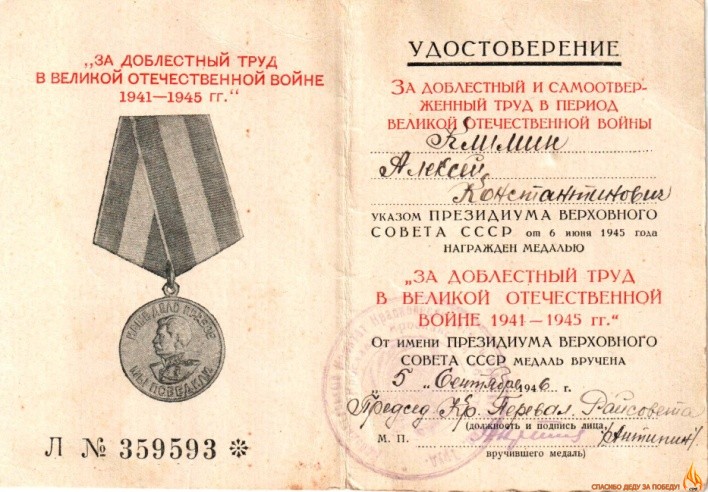 „ЗА ДОБЛЕСТНЫЙ ТРУД
В ВЕЛИКОЙ ОТЕЧЕСТВЕННОЙ ВОЙНЕ
1941—1945 гг."
НАШЕ ДЕЛО ПРАВОЕ
МЫ ПОБЕДИЛИ
Л № 359593 *
УДОСТОВЕРЕНИЕ
ЗА ДОБЛЕСТНЫЙ И САМООТВЕР-
ЖЕННЫЙ ТРУД В ПЕРИОД
ВЕЛИКОЙ ОТЕЧЕСТВЕННОЙ ВОЙНЫ
Климин
Алексей
Константинович
УКАЗОМ ПРЕЗИДИУМА ВЕРХОВНОГО
СОВЕТА СССР от 6 июня 1945 года
НАГРАЖДЕН МЕДАЛЬЮ
„ЗА ДОБЛЕСТНЫЙ ТРУД
В ВЕЛИКОЙ ОТЕЧЕСТВЕННОЙ
ВОЙНЕ 1941—1945 гг."
ОТ ИМЕНИ ПРЕЗИДИУМА ВЕРХОВНОГО
СОВЕТА СССР МЕДАЛЬ ВРУЧЕНА
„5" Сентября 1946 г.
Председ Кр. Перевал. Райсовета
(должность и подпись лица,
М. П. /Антипин/
вручившего медаль)
СПАСИБО ДЕДУ ЗА ПОБЕДУ!